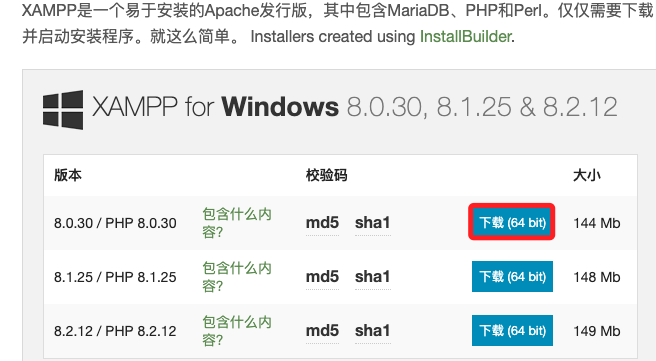 XAMPP是一个易于安装的Apache发行版，其中包含MariaDB、PHP和Perl。仅仅需要下载
并启动安装程序。就这么简单。 Installers created using InstallBuilder.
XAMPP for Windows 8.0.30, 8.1.25 & 8.2.12
版本 校验码 大小
8.0.30 / PHP 8.0.30 包含什么内容? md5 sha1 下载 (64 bit) 144 Mb
8.1.25 / PHP 8.1.25 包含什么内容? md5 sha1 下载 (64 bit) 148 Mb
8.2.12 / PHP 8.2.12 包含什么内容? md5 sha1 下载 (64 bit) 149 Mb